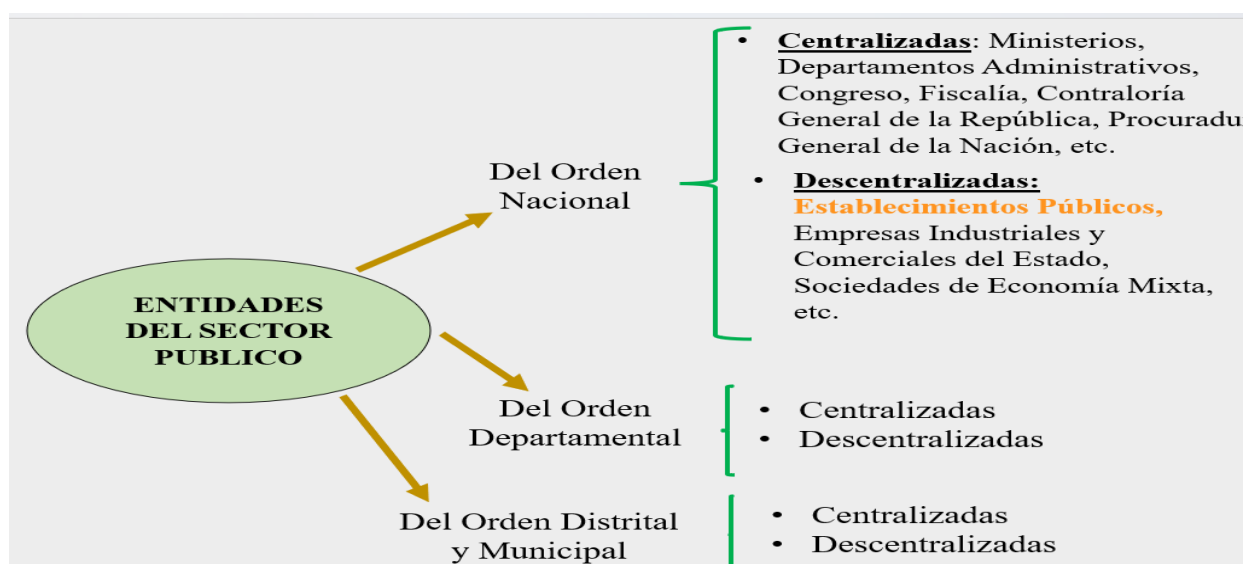 • Centralizadas: Ministerios,
Departamentos Administrativos,
Congreso, Fiscalía, Contraloría
General de la República, Procuradu
General de la Nación, etc.
Del Orden
Nacional
• Descentralizadas:
Establecimientos Públicos,
Empresas Industriales y
Comerciales del Estado,
Sociedades de Economía Mixta,
etc.
ENTIDADES
DEL SECTOR
PUBLICO
Del Orden
Departamental
• Centralizadas
• Descentralizadas
Del Orden Distrital
y Municipal
• Centralizadas
• Descentralizadas